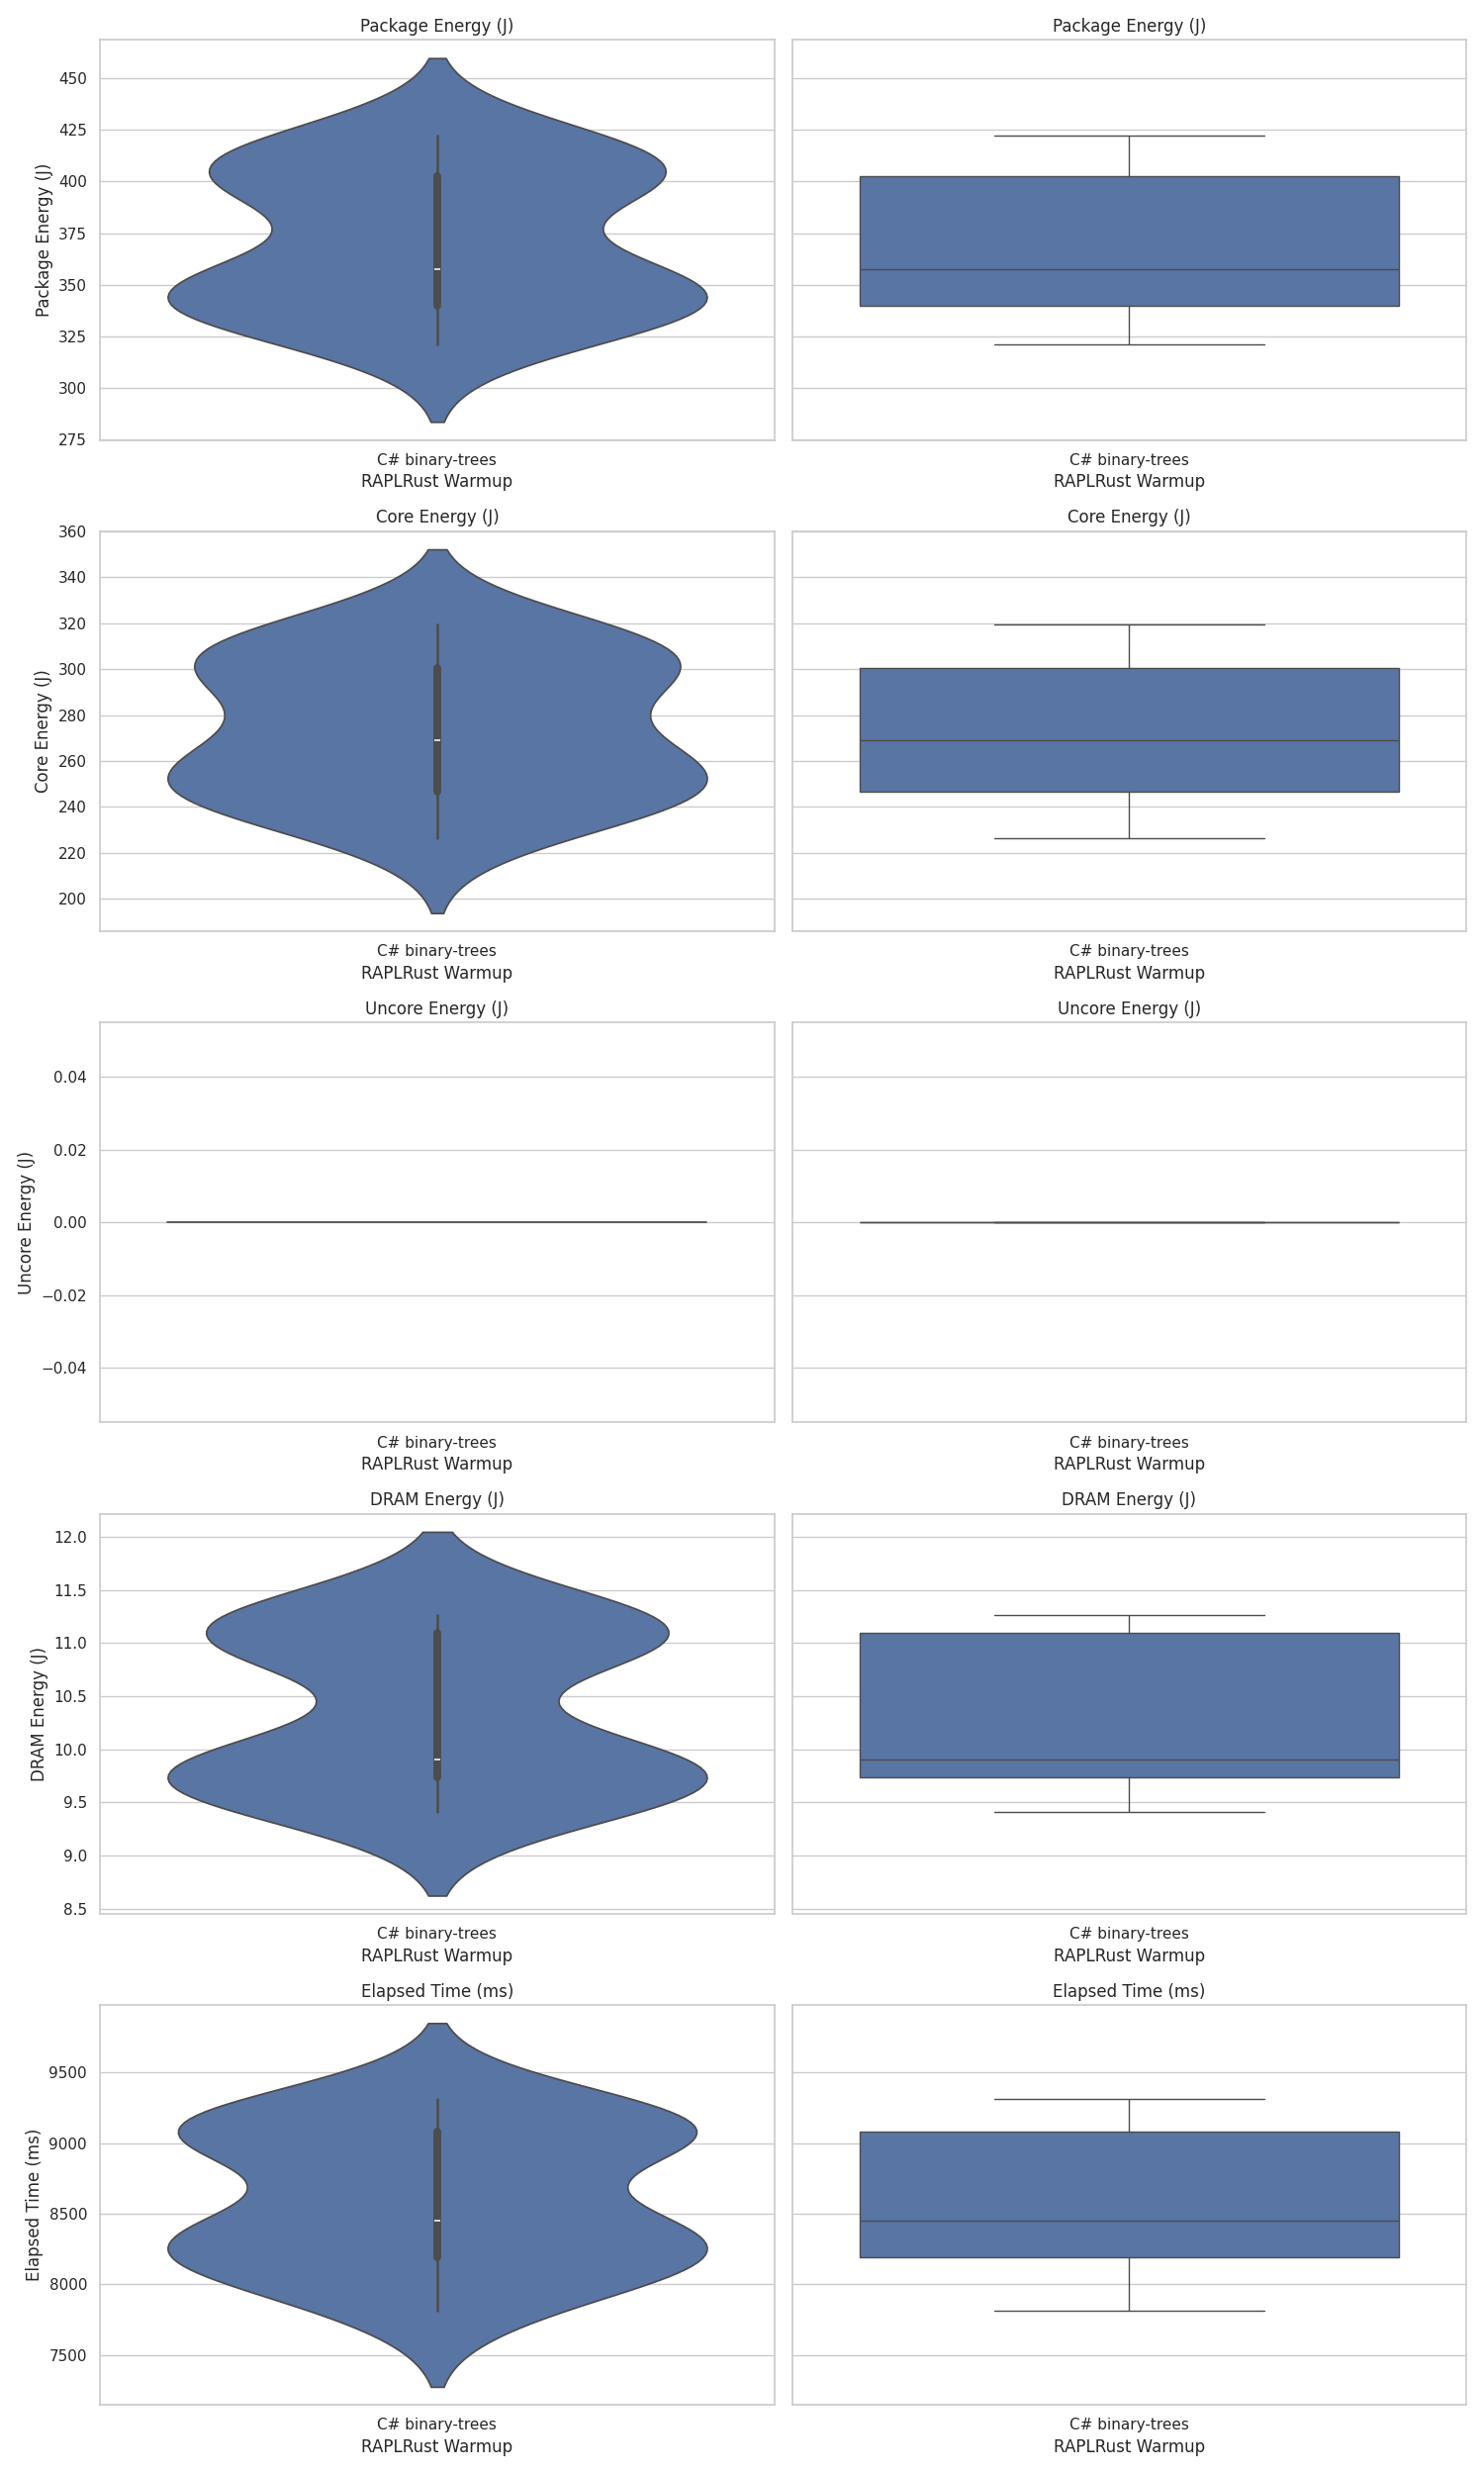 Package Energy (J)
Package Energy (J)
Package Energy (J)
450
425
400
375
350
325
300
275
C# binary-trees
C# binary-trees
RAPLRust Warmup
RAPLRust Warmup
Core Energy (J)
Core Energy (J)
Core Energy (J)
360
340
320
300
280
260
240
220
200
C# binary-trees
C# binary-trees
RAPLRust Warmup
RAPLRust Warmup
Uncore Energy (J)
Uncore Energy (J)
Uncore Energy (J)
0.04
0.02
0.00
−0.02
−0.04
C# binary-trees
C# binary-trees
RAPLRust Warmup
RAPLRust Warmup
DRAM Energy (J)
DRAM Energy (J)
DRAM Energy (J)
12.0
11.5
11.0
10.5
10.0
9.5
9.0
8.5
C# binary-trees
C# binary-trees
RAPLRust Warmup
RAPLRust Warmup
Elapsed Time (ms)
Elapsed Time (ms)
Elapsed Time (ms)
9500
9000
8500
8000
7500
C# binary-trees
C# binary-trees
RAPLRust Warmup
RAPLRust Warmup